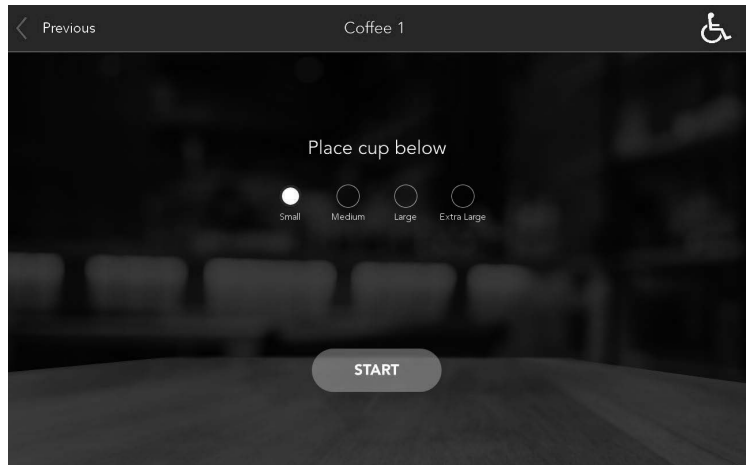 Previous
Coffee 1
Place cup below
Small
Medium
Large
Extra Large
START